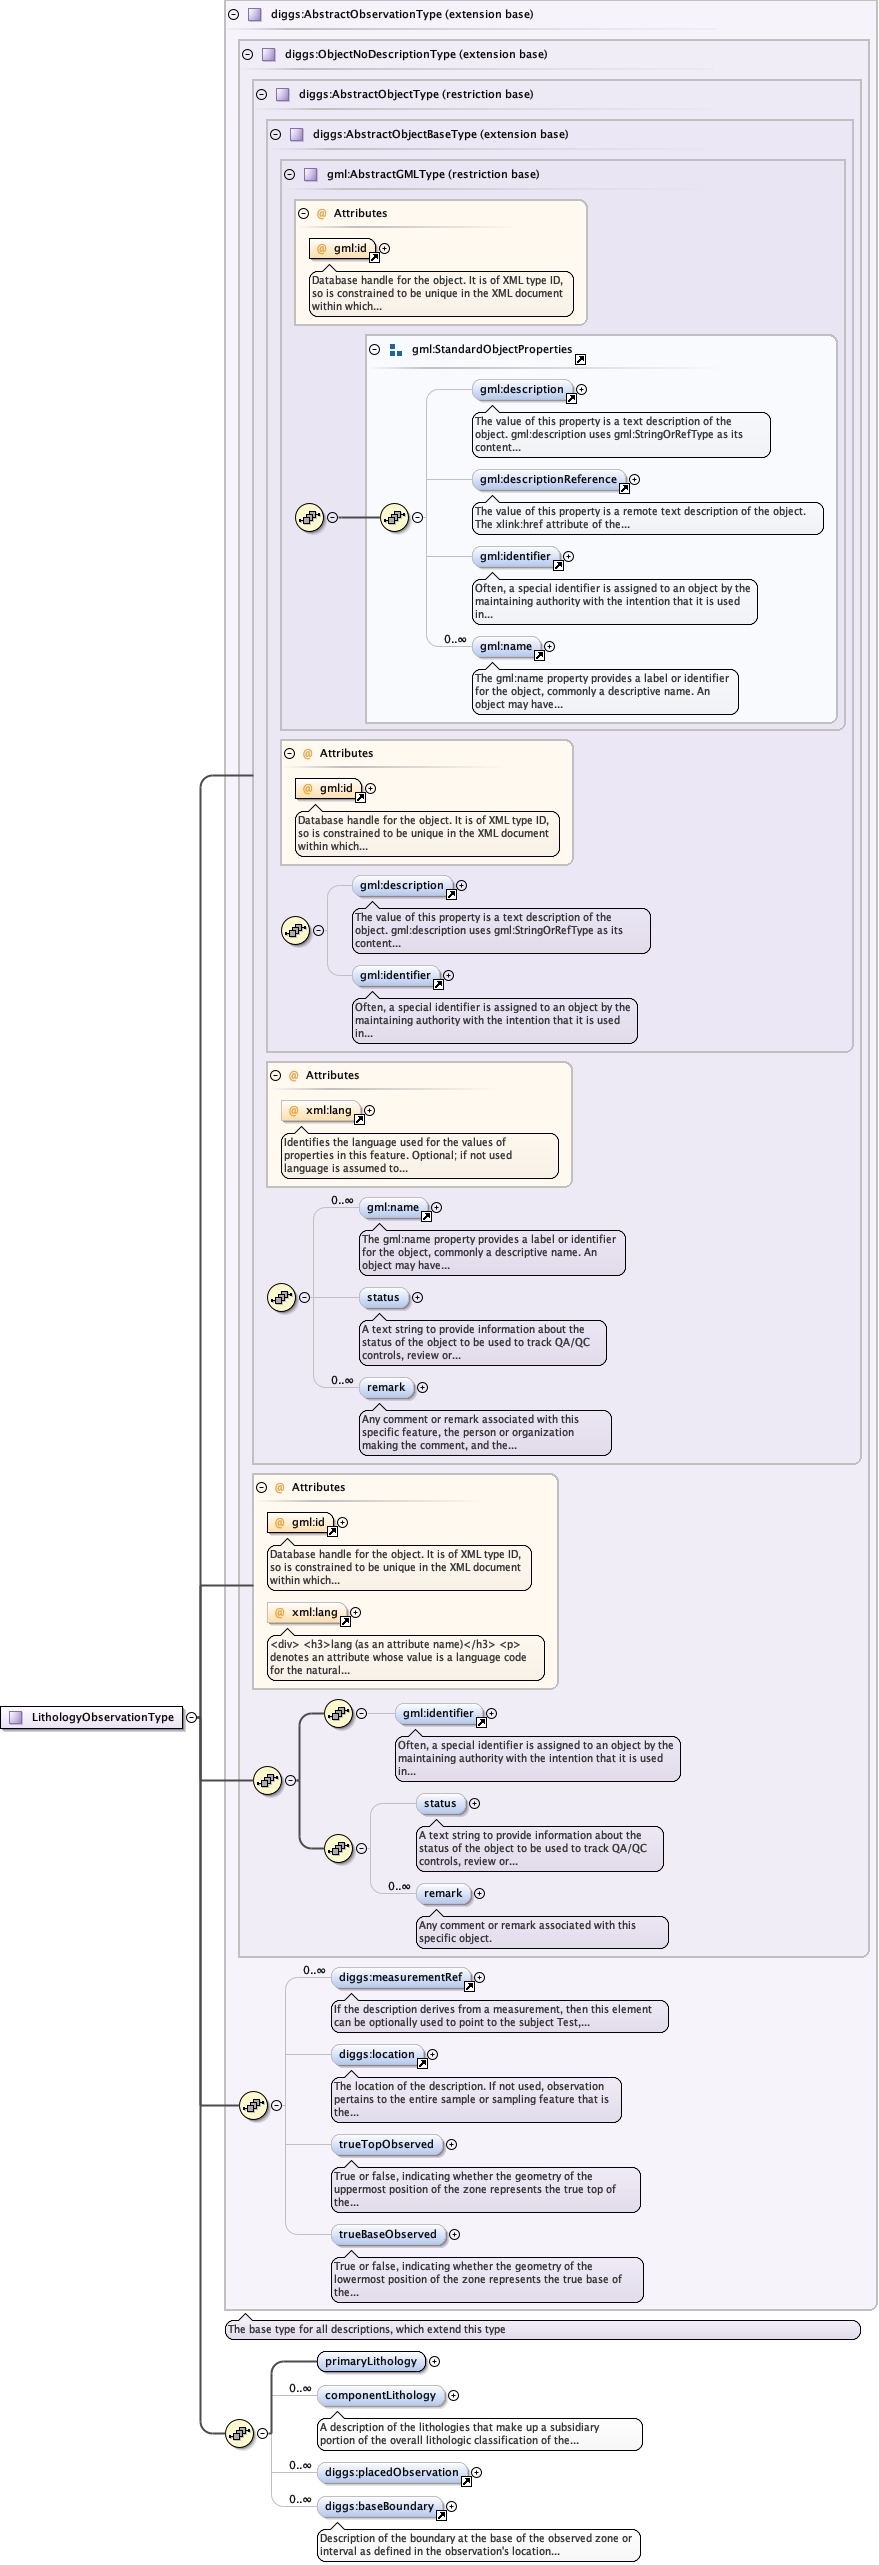 diggs:AbstractObservationType (extension base)
diggs:ObjectNoDescriptionType (extension base)
diggs:AbstractObjectType (restriction base)
diggs:AbstractObjectBaseType (extension base)
gml:AbstractGMLType (restriction base)
@ Attributes
@ gml:id
Database handle for the object. It is of XML type ID,
so is constrained to be unique in the XML document
within which...
gml:StandardObjectProperties
gml:description
The value of this property is a text description of the
object. gml:description uses gml:StringOrRefType as its
content...
gml:descriptionReference
The value of this property is a remote text description of the object.
The xlink:href attribute of the...
gml:identifier
Often, a special identifier is assigned to an object by the
maintaining authority with the intention that it is used
in...
0..∞
gml:name
The gml:name property provides a label or identifier
for the object, commonly a descriptive name. An
object may have...
@ Attributes
@ gml:id
Database handle for the object. It is of XML type ID,
so is constrained to be unique in the XML document
within which...
gml:description
The value of this property is a text description of the
object. gml:description uses gml:StringOrRefType as its
content...
gml:identifier
Often, a special identifier is assigned to an object by the
maintaining authority with the intention that it is used
in...
@ Attributes
@ xml:lang
Identifies the language used for the values of
properties in this feature. Optional; if not used
language is assumed to...
0..∞
gml:name
The gml:name property provides a label or identifier
for the object, commonly a descriptive name. An
object may have...
status
A text string to provide information about the
status of the object to be used to track QA/QC
controls, review or...
0..∞
remark
Any comment or remark associated with this
specific feature, the person or organization
making the comment, and the...
@ Attributes
@ gml:id
Database handle for the object. It is of XML type ID,
so is constrained to be unique in the XML document
within which...
@ xml:lang
<div> <h3>lang (as an attribute name)</h3> <p>
denotes an attribute whose value is a language code
for the natural...
LithologyObservationType
gml:identifier
Often, a special identifier is assigned to an object by the
maintaining authority with the intention that it is used
in...
status
A text string to provide information about the
status of the object to be used to track QA/QC
controls, review or...
0..∞
remark
Any comment or remark associated with this
specific object.
0..∞
diggs:measurementRef
If the description derives from a measurement, then this element
can be optionally used to point to the subject Test,...
diggs:location
The location of the description. If not used, observation
pertains to the entire sample or sampling feature that is
the...
trueTopObserved
True or false, indicating whether the geometry of the
uppermost position of the zone represents the true top of
the...
trueBaseObserved
True or false, indicating whether the geometry of the
lowermost position of the zone represents the true base of
the...
The base type for all descriptions, which extend this type
primaryLithology
0..∞
componentLithology
A description of the lithologies that make up a subsidiary
portion of the overall lithologic classification of the...
0..∞
diggs:placedObservation
0..∞
diggs:baseBoundary
Description of the boundary at the base of the observed zone or
interval as defined in the observation's location...